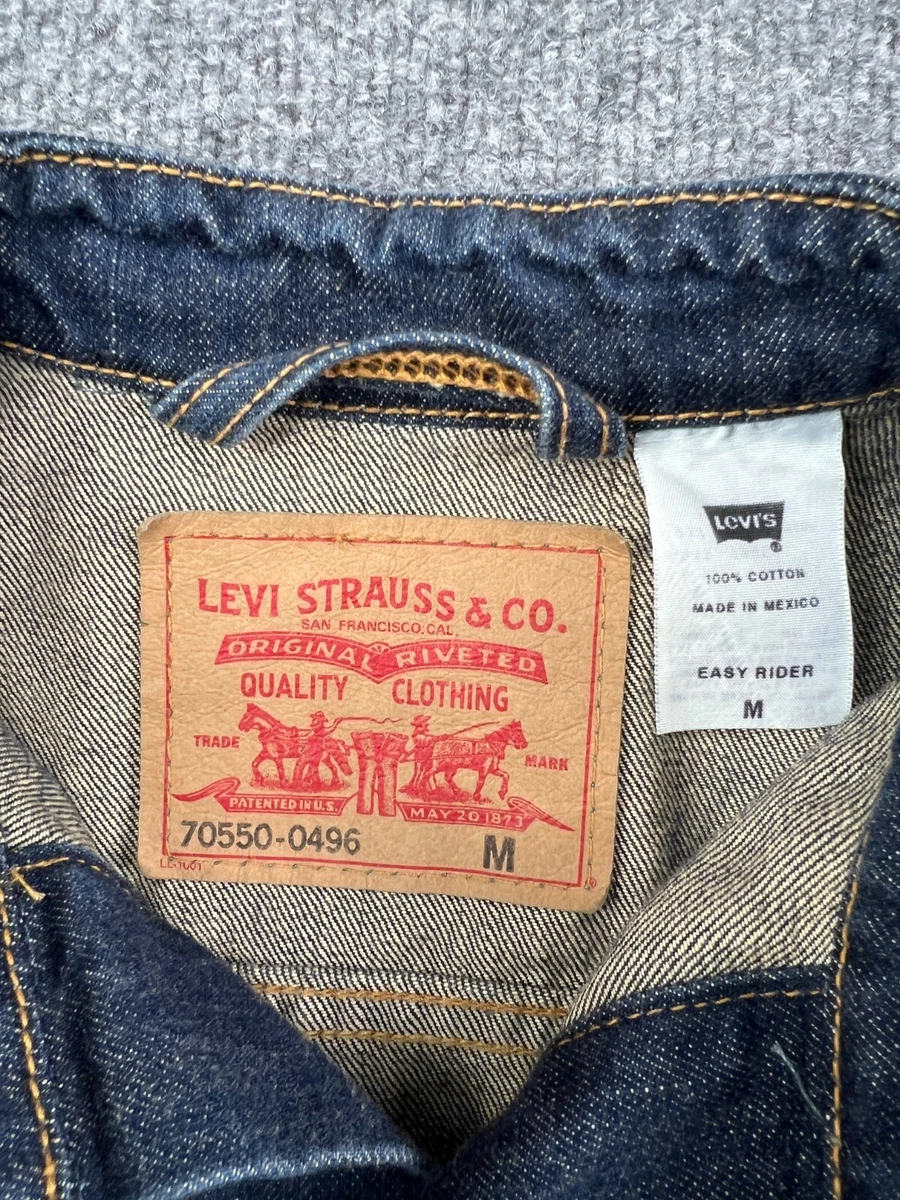 LEVI STRAUSS & CO.
SAN FRANCISCO, CAL.
ORIGINAL RIVETED
QUALITY CLOTHING
TRADE MARK
PATENTED IN U.S. MAY 20 1873
70550-0496 M
®
LEVI'S
®
100% COTTON
MADE IN MEXICO
EASY RIDER
M